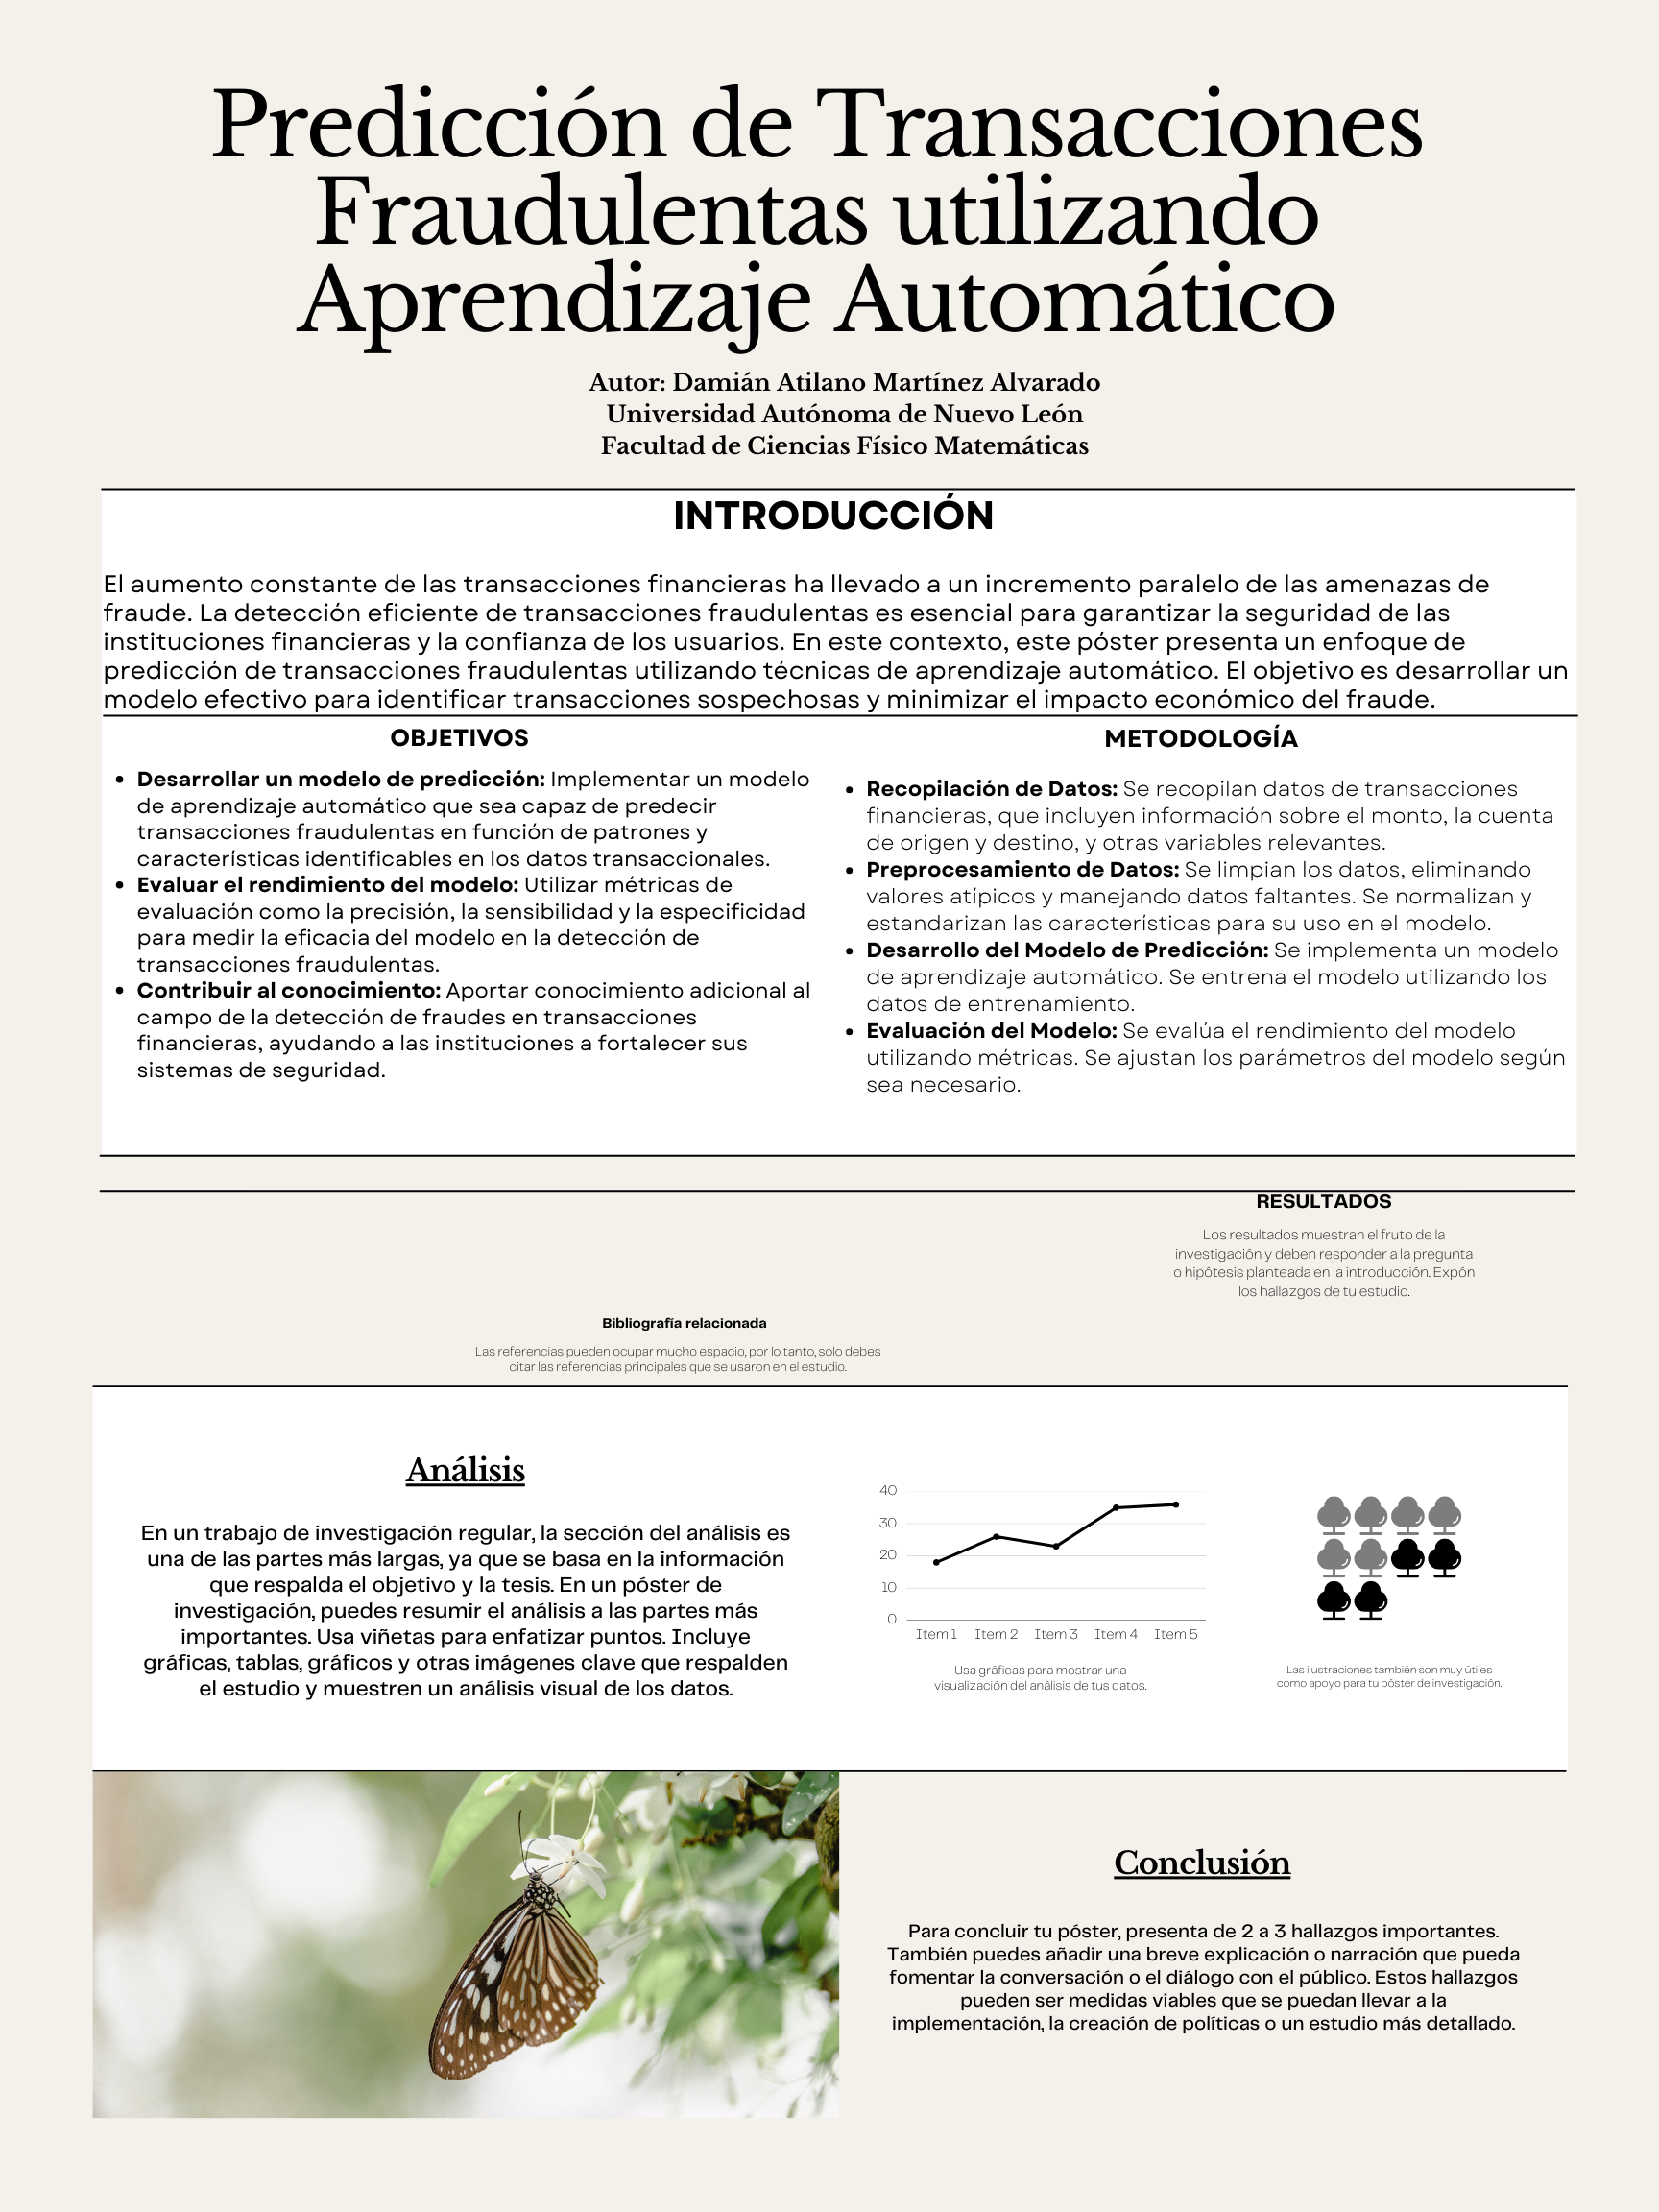 Predicción de Transacciones
Fraudulentas utilizando
Aprendizaje Automático
Autor: Damián Atilano Martínez Alvarado
Universidad Autónoma de Nuevo León
Facultad de Ciencias Físico Matemáticas
INTRODUCCIÓN
El aumento constante de las transacciones financieras ha llevado a un incremento paralelo de las amenazas de
fraude. La detección eficiente de transacciones fraudulentas es esencial para garantizar la seguridad de las
instituciones financieras y la confianza de los usuarios. En este contexto, este póster presenta un enfoque de
predicción de transacciones fraudulentas utilizando técnicas de aprendizaje automático. El objetivo es desarrollar un
modelo efectivo para identificar transacciones sospechosas y minimizar el impacto económico del fraude.
OBJETIVOS
• Desarrollar un modelo de predicción: Implementar un modelo
de aprendizaje automático que sea capaz de predecir
transacciones fraudulentas en función de patrones y
características identificables en los datos transaccionales.
• Evaluar el rendimiento del modelo: Utilizar métricas de
evaluación como la precisión, la sensibilidad y la especificidad
para medir la eficacia del modelo en la detección de
transacciones fraudulentas.
• Contribuir al conocimiento: Aportar conocimiento adicional al
campo de la detección de fraudes en transacciones
financieras, ayudando a las instituciones a fortalecer sus
sistemas de seguridad.
METODOLOGÍA
• Recopilación de Datos: Se recopilan datos de transacciones
financieras, que incluyen información sobre el monto, la cuenta
de origen y destino, y otras variables relevantes.
• Preprocesamiento de Datos: Se limpian los datos, eliminando
valores atípicos y manejando datos faltantes. Se normalizan y
estandarizan las características para su uso en el modelo.
• Desarrollo del Modelo de Predicción: Se implementa un modelo
de aprendizaje automático. Se entrena el modelo utilizando los
datos de entrenamiento.
• Evaluación del Modelo: Se evalúa el rendimiento del modelo
utilizando métricas. Se ajustan los parámetros del modelo según
sea necesario.
RESULTADOS
Los resultados muestran el fruto de la
investigación y deben responder a la pregunta
o hipótesis planteada en la introducción. Expón
los hallazgos de tu estudio.
Bibliografía relacionada
Las referencias pueden ocupar mucho espacio, por lo tanto, solo debes
citar las referencias principales que se usaron en el estudio.
Análisis
En un trabajo de investigación regular, la sección del análisis es
una de las partes más largas, ya que se basa en la información
que respalda el objetivo y la tesis. En un póster de
investigación, puedes resumir el análisis a las partes más
importantes. Usa viñetas para enfatizar puntos. Incluye
gráficas, tablas, gráficos y otras imágenes clave que respalden
el estudio y muestren un análisis visual de los datos.
40
30
20
10
0
Item 1 Item 2 Item 3 Item 4 Item 5
Usa gráficas para mostrar una
visualización del análisis de tus datos.
Las ilustraciones también son muy útiles
como apoyo para tu póster de investigación.
Conclusión
Para concluir tu póster, presenta de 2 a 3 hallazgos importantes.
También puedes añadir una breve explicación o narración que pueda
fomentar la conversación o el diálogo con el público. Estos hallazgos
pueden ser medidas viables que se puedan llevar a la
implementación, la creación de políticas o un estudio más detallado.